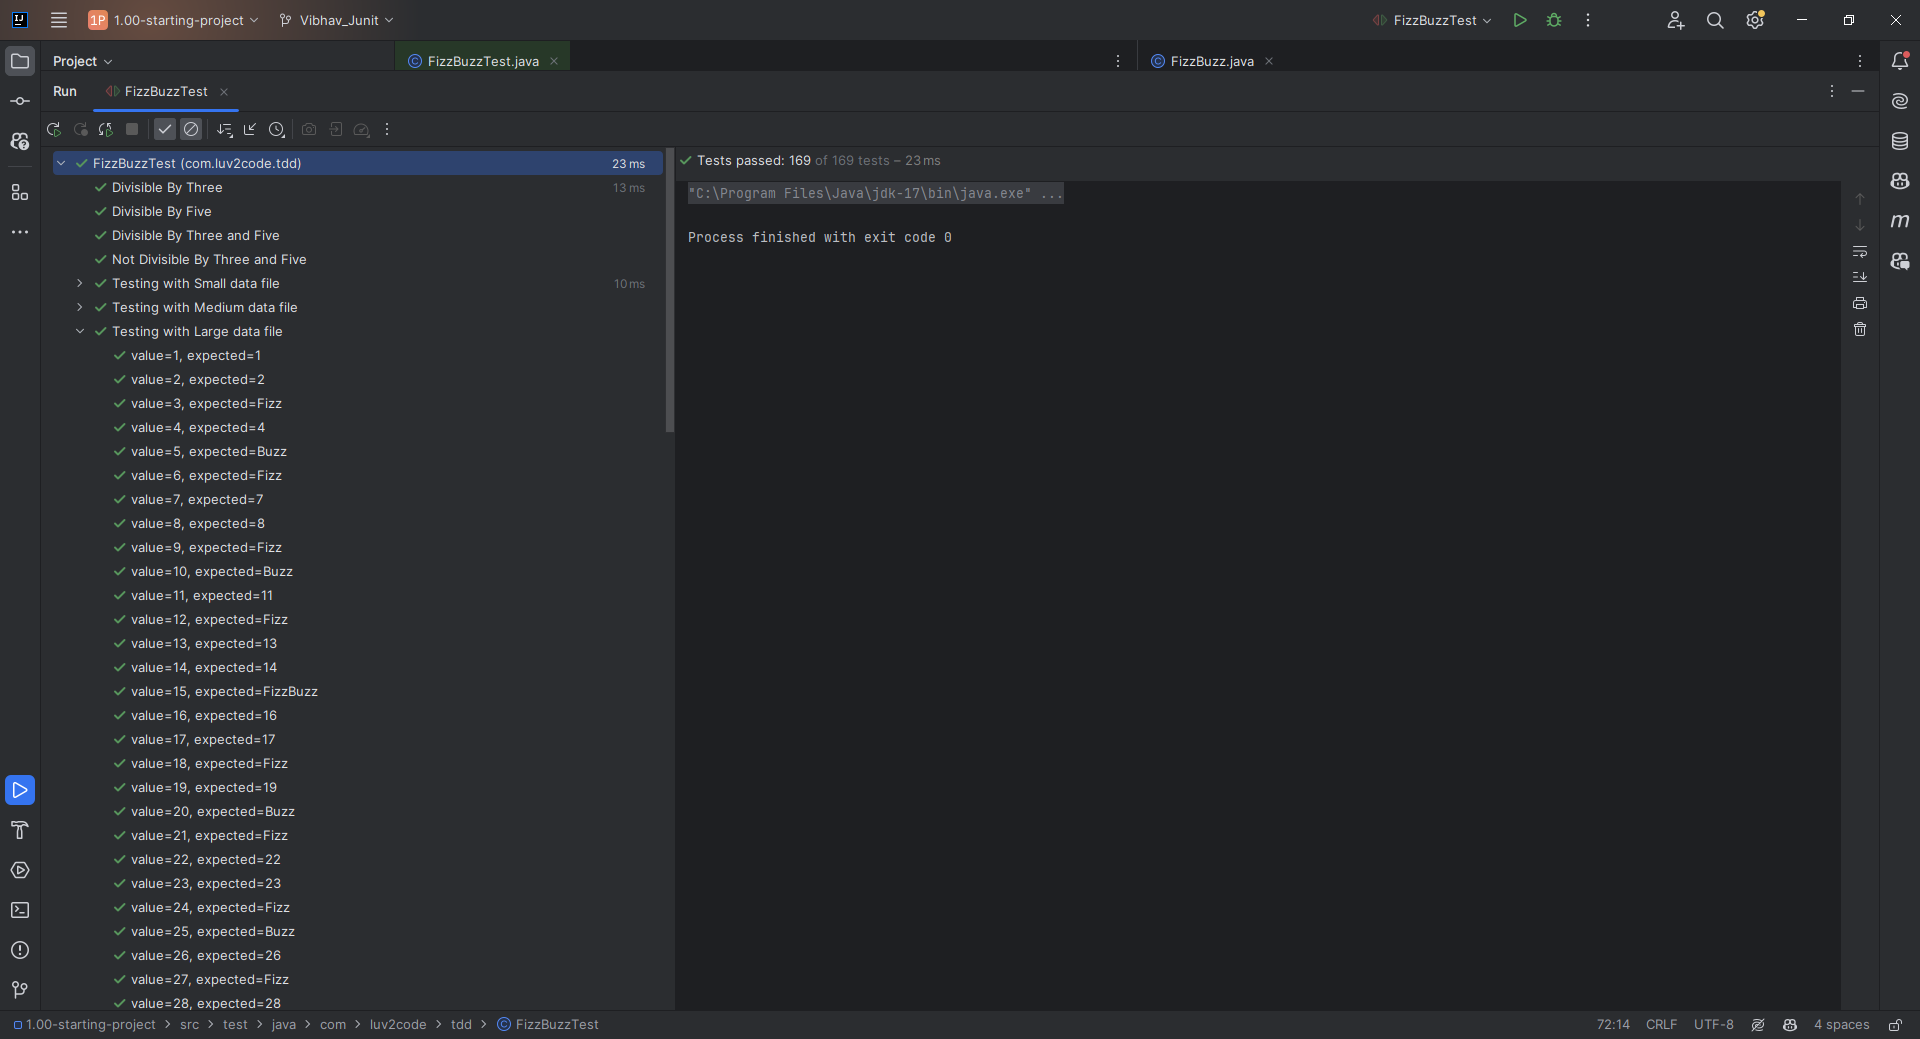 1P 1.00-starting-project Vibhav_Junit FizzBuzzTest
Project FizzBuzzTest.java FizzBuzz.java
Run FizzBuzzTest
FizzBuzzTest (com.luv2code.tdd) 23 ms
Tests passed: 169 of 169 tests – 23 ms
Divisible By Three 13 ms
Divisible By Five
Divisible By Three and Five
Not Divisible By Three and Five
Testing with Small data file 10 ms
Testing with Medium data file
Testing with Large data file
value=1, expected=1
value=2, expected=2
value=3, expected=Fizz
value=4, expected=4
value=5, expected=Buzz
value=6, expected=Fizz
value=7, expected=7
value=8, expected=8
value=9, expected=Fizz
value=10, expected=Buzz
value=11, expected=11
value=12, expected=Fizz
value=13, expected=13
value=14, expected=14
value=15, expected=FizzBuzz
value=16, expected=16
value=17, expected=17
value=18, expected=Fizz
value=19, expected=19
value=20, expected=Buzz
value=21, expected=Fizz
value=22, expected=22
value=23, expected=23
value=24, expected=Fizz
value=25, expected=Buzz
value=26, expected=26
value=27, expected=Fizz
value=28, expected=28
"C:\Program Files\Java\jdk-17\bin\java.exe" ...
Process finished with exit code 0
1.00-starting-project > src > test > java > com > luv2code > tdd > FizzBuzzTest 72:14 CRLF UTF-8 4 spaces